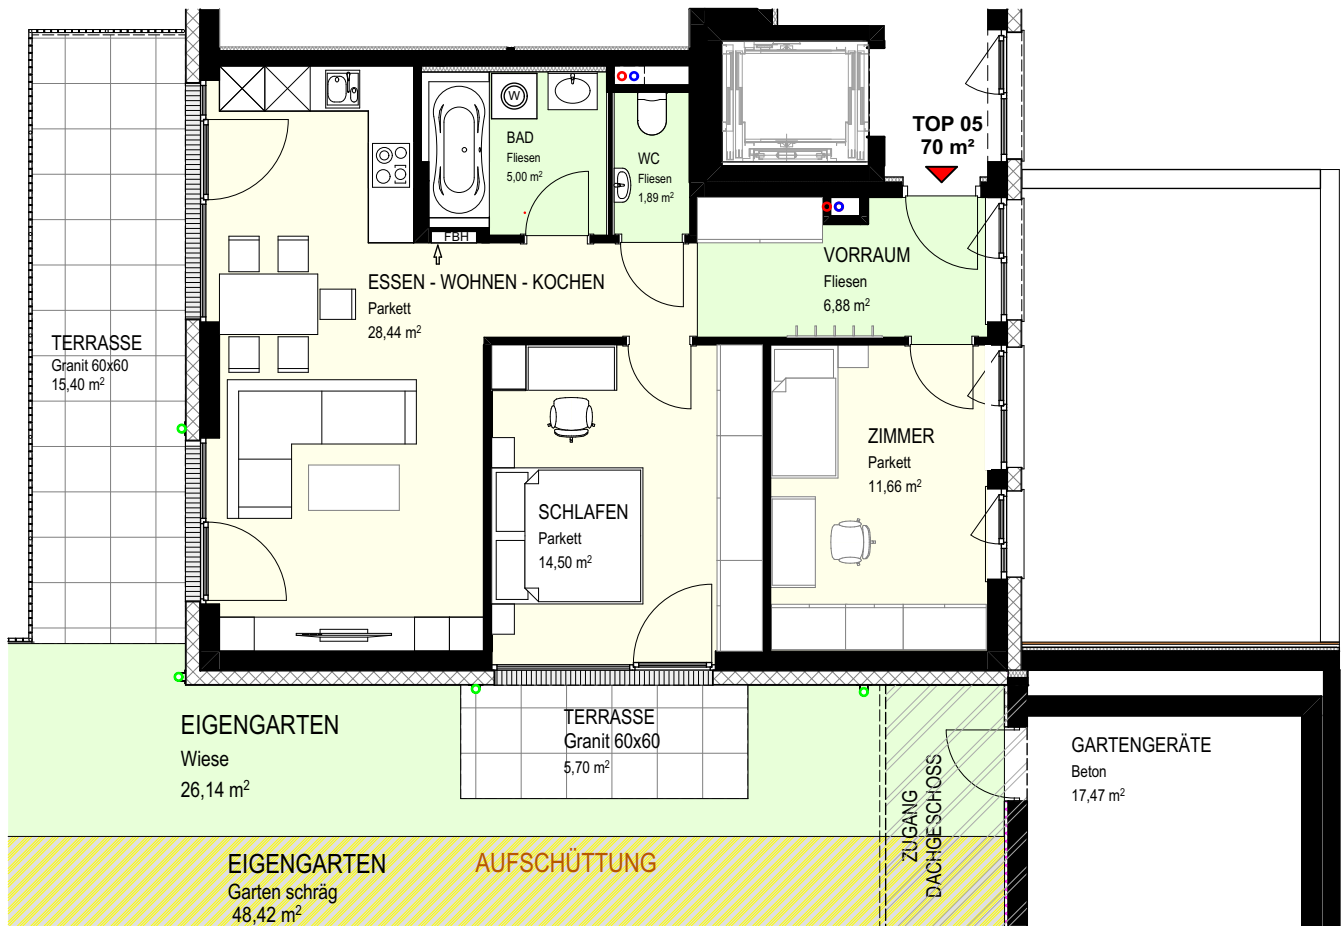 TOP 05
70 m²
BAD
Fliesen
5,00 m²
W
WC
Fliesen
1,89 m²
FBH
VORRAUM
Fliesen
6,88 m²
ESSEN - WOHNEN - KOCHEN
Parkett
28,44 m²
TERRASSE
Granit 60x60
15,40 m²
ZIMMER
Parkett
11,66 m²
SCHLAFEN
Parkett
14,50 m²
EIGENGARTEN
Wiese
26,14 m²
TERRASSE
Granit 60x60
5,70 m²
GARTENGERÄTE
Beton
17,47 m²
ZUGANG
DACHGESCHOSS
EIGENGARTEN
Garten schräg
48,42 m²
AUFSCHÜTTUNG